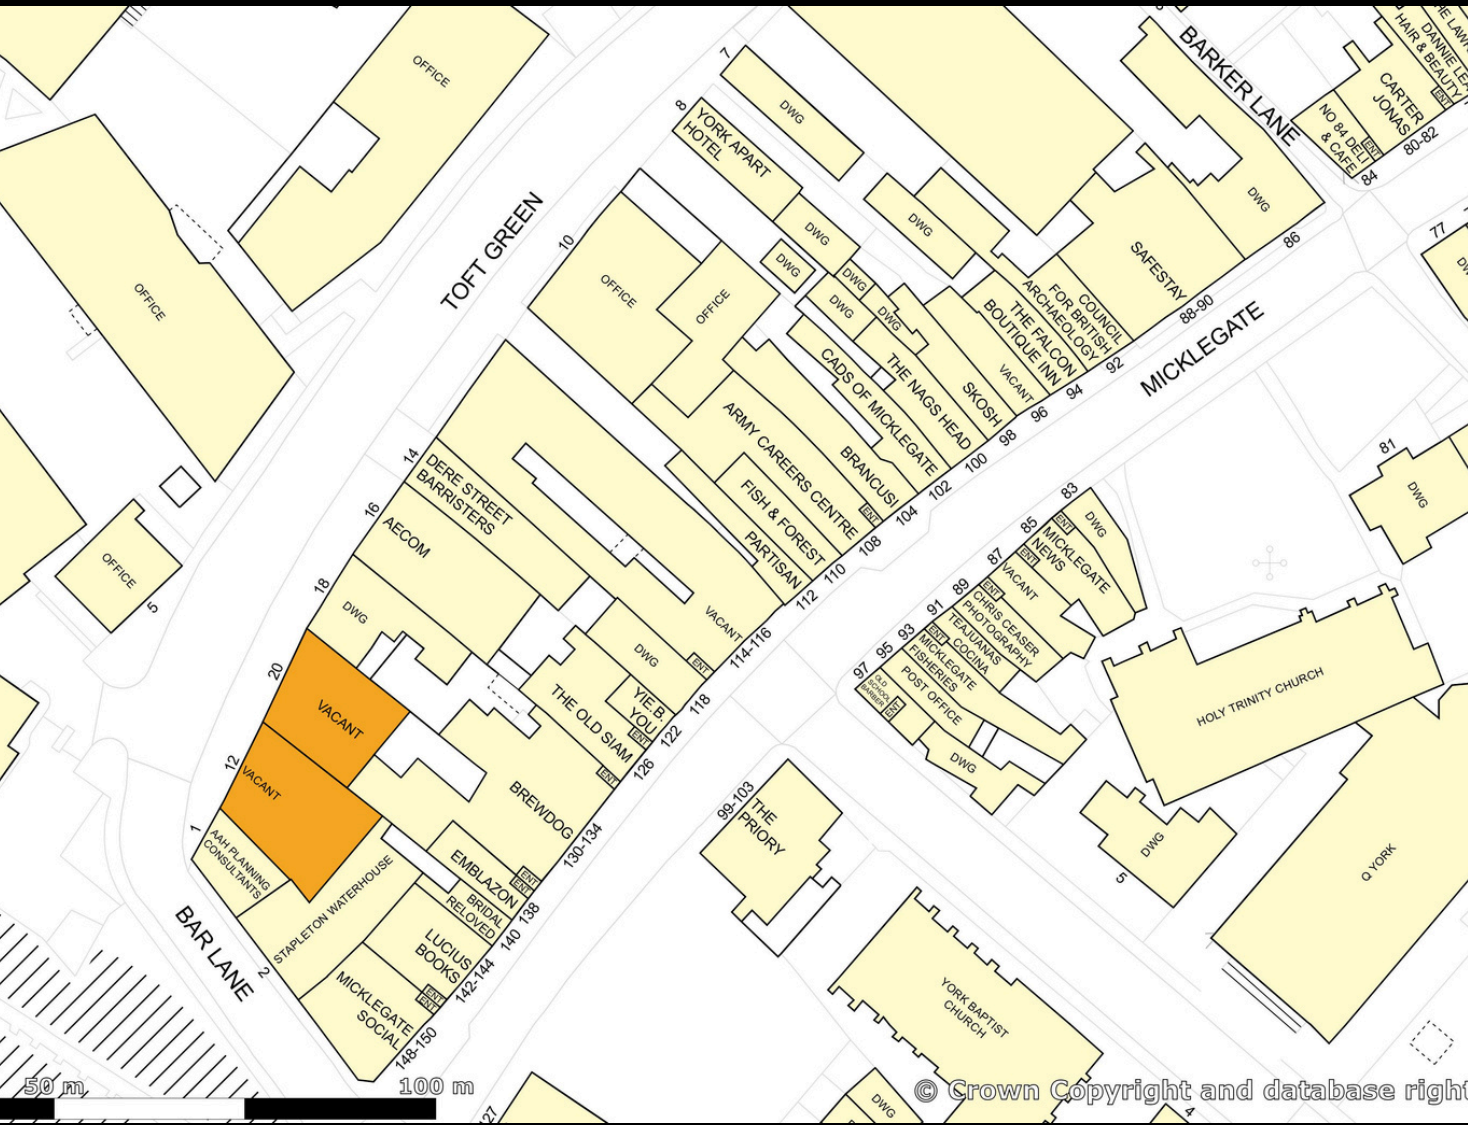 BARKER LANE
HAIR & BEAUTY
DANNIE LEA
ENT
CARTER
JONAS
80-82
NO 84 DELI
& CAFE
ENT
84
OFFICE
7
DWG
8
YORK APART
HOTEL
DWG
DWG
DWG
86
77
SAFESTAY
88-90
TOFT GREEN
10
OFFICE
OFFICE
OFFICE
DWG
DWG
DWG
DWG
COUNCIL
FOR BRITISH
ARCHAEOLOGY
92
THE FALCON
BOUTIQUE INN
94
VACANT
96
SKOSH
98
THE NAGS HEAD
100
CADS OF MICKLEGATE
102
BRANCUSI
ENT
104
ARMY CAREERS CENTRE
108
FISH & FOREST
110
PARTISAN
112
MICKLEGATE
14
DERE STREET
BARRISTERS
16
AECOM
18
DWG
VACANT
114-116
ENT
DWG
118
YIE.B.
YOU
ENT
122
THE OLD SIAM
ENT
126
OFFICE
5
20
VACANT
12
VACANT
BREWDOG
130-134
EMBLAZON
ENT
ENT
138
BRIDAL
RELOVED
140
LUCIUS
BOOKS
142-144
ENT
ENT
MICKLEGATE
SOCIAL
148-150
1
AAH PLANNING
CONSULTANTS
STAPLETON WATERHOUSE
2
BAR LANE
81
DWG
83
DWG
85
ENT
MICKLEGATE
NEWS
87
ENT
VACANT
89
ENT
CHRIS CEASER
PHOTOGRAPHY
91
TEAJUANAS
COCINA
93
ENT
MICKLEGATE
FISHERIES
95
POST OFFICE
97
OLD
SCHOOL
BARBER
ENT
DWG
HOLY TRINITY CHURCH
99-103
THE
PRIORY
DWG
5
Q YORK
YORK BAPTIST
CHURCH
DWG
4
127
50 m
100 m
© Crown Copyright and database right